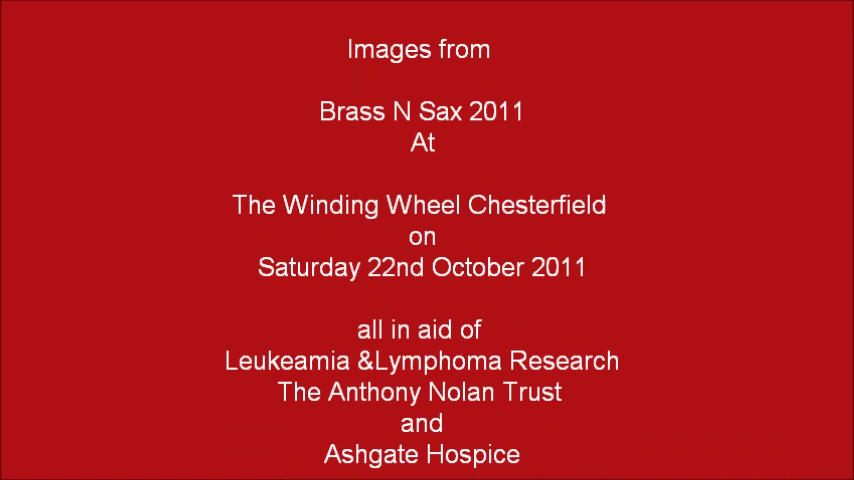 Images from
Brass N Sax 2011
At
The Winding Wheel Chesterfield
on
Saturday 22nd October 2011
all in aid of
Leukeamia &Lymphoma Research
The Anthony Nolan Trust
and
Ashgate Hospice